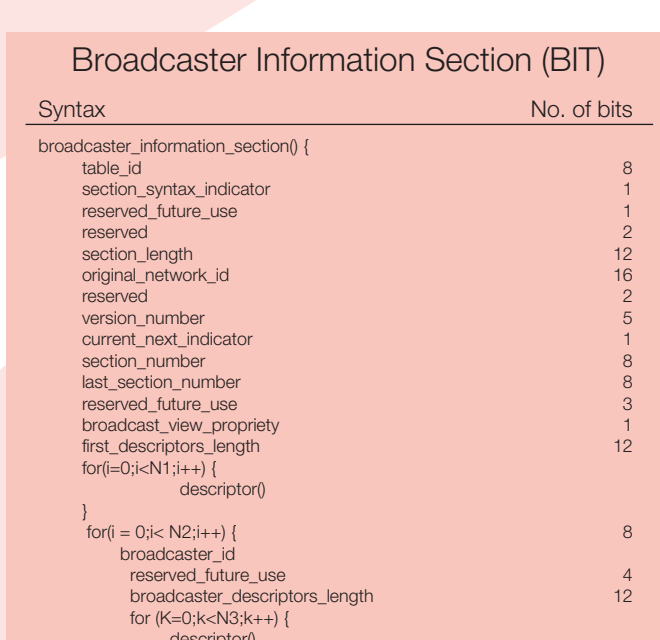 Broadcaster Information Section (BIT)
Syntax No. of bits
broadcaster_information_section() {
table_id 8
section_syntax_indicator 1
reserved_future_use 1
reserved 2
section_length 12
original_network_id 16
reserved 2
version_number 5
current_next_indicator 1
section_number 8
last_section_number 8
reserved_future_use 3
broadcast_view_propriety 1
first_descriptors_length 12
for(i=0;i<N1;i++) {
descriptor()
}
for(i = 0;i< N2;i++) { 8
broadcaster_id
reserved_future_use 4
broadcaster_descriptors_length 12
for (K=0;k<N3;k++) {
descriptor()